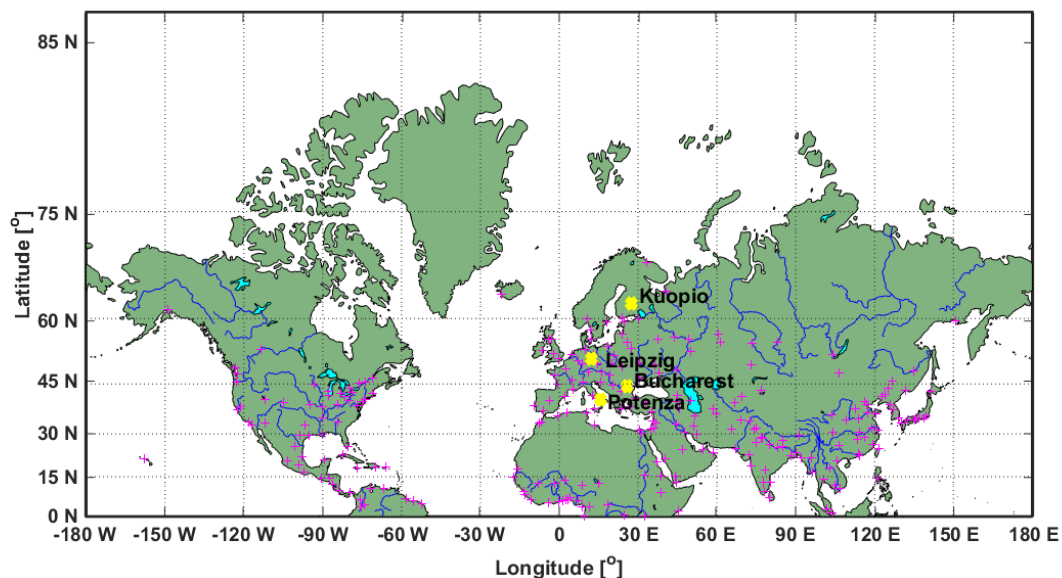 85 N
75 N
60 N
45 N
30 N
15 N
0 N
Latitude [o]
Kuopio
Leipzig
Bucharest
Potenza
-180 W -150 W -120 W -90 W -60 W -30 W 0 30 E 60 E 90 E 120 E 150 E 180 E
Longitude [o]